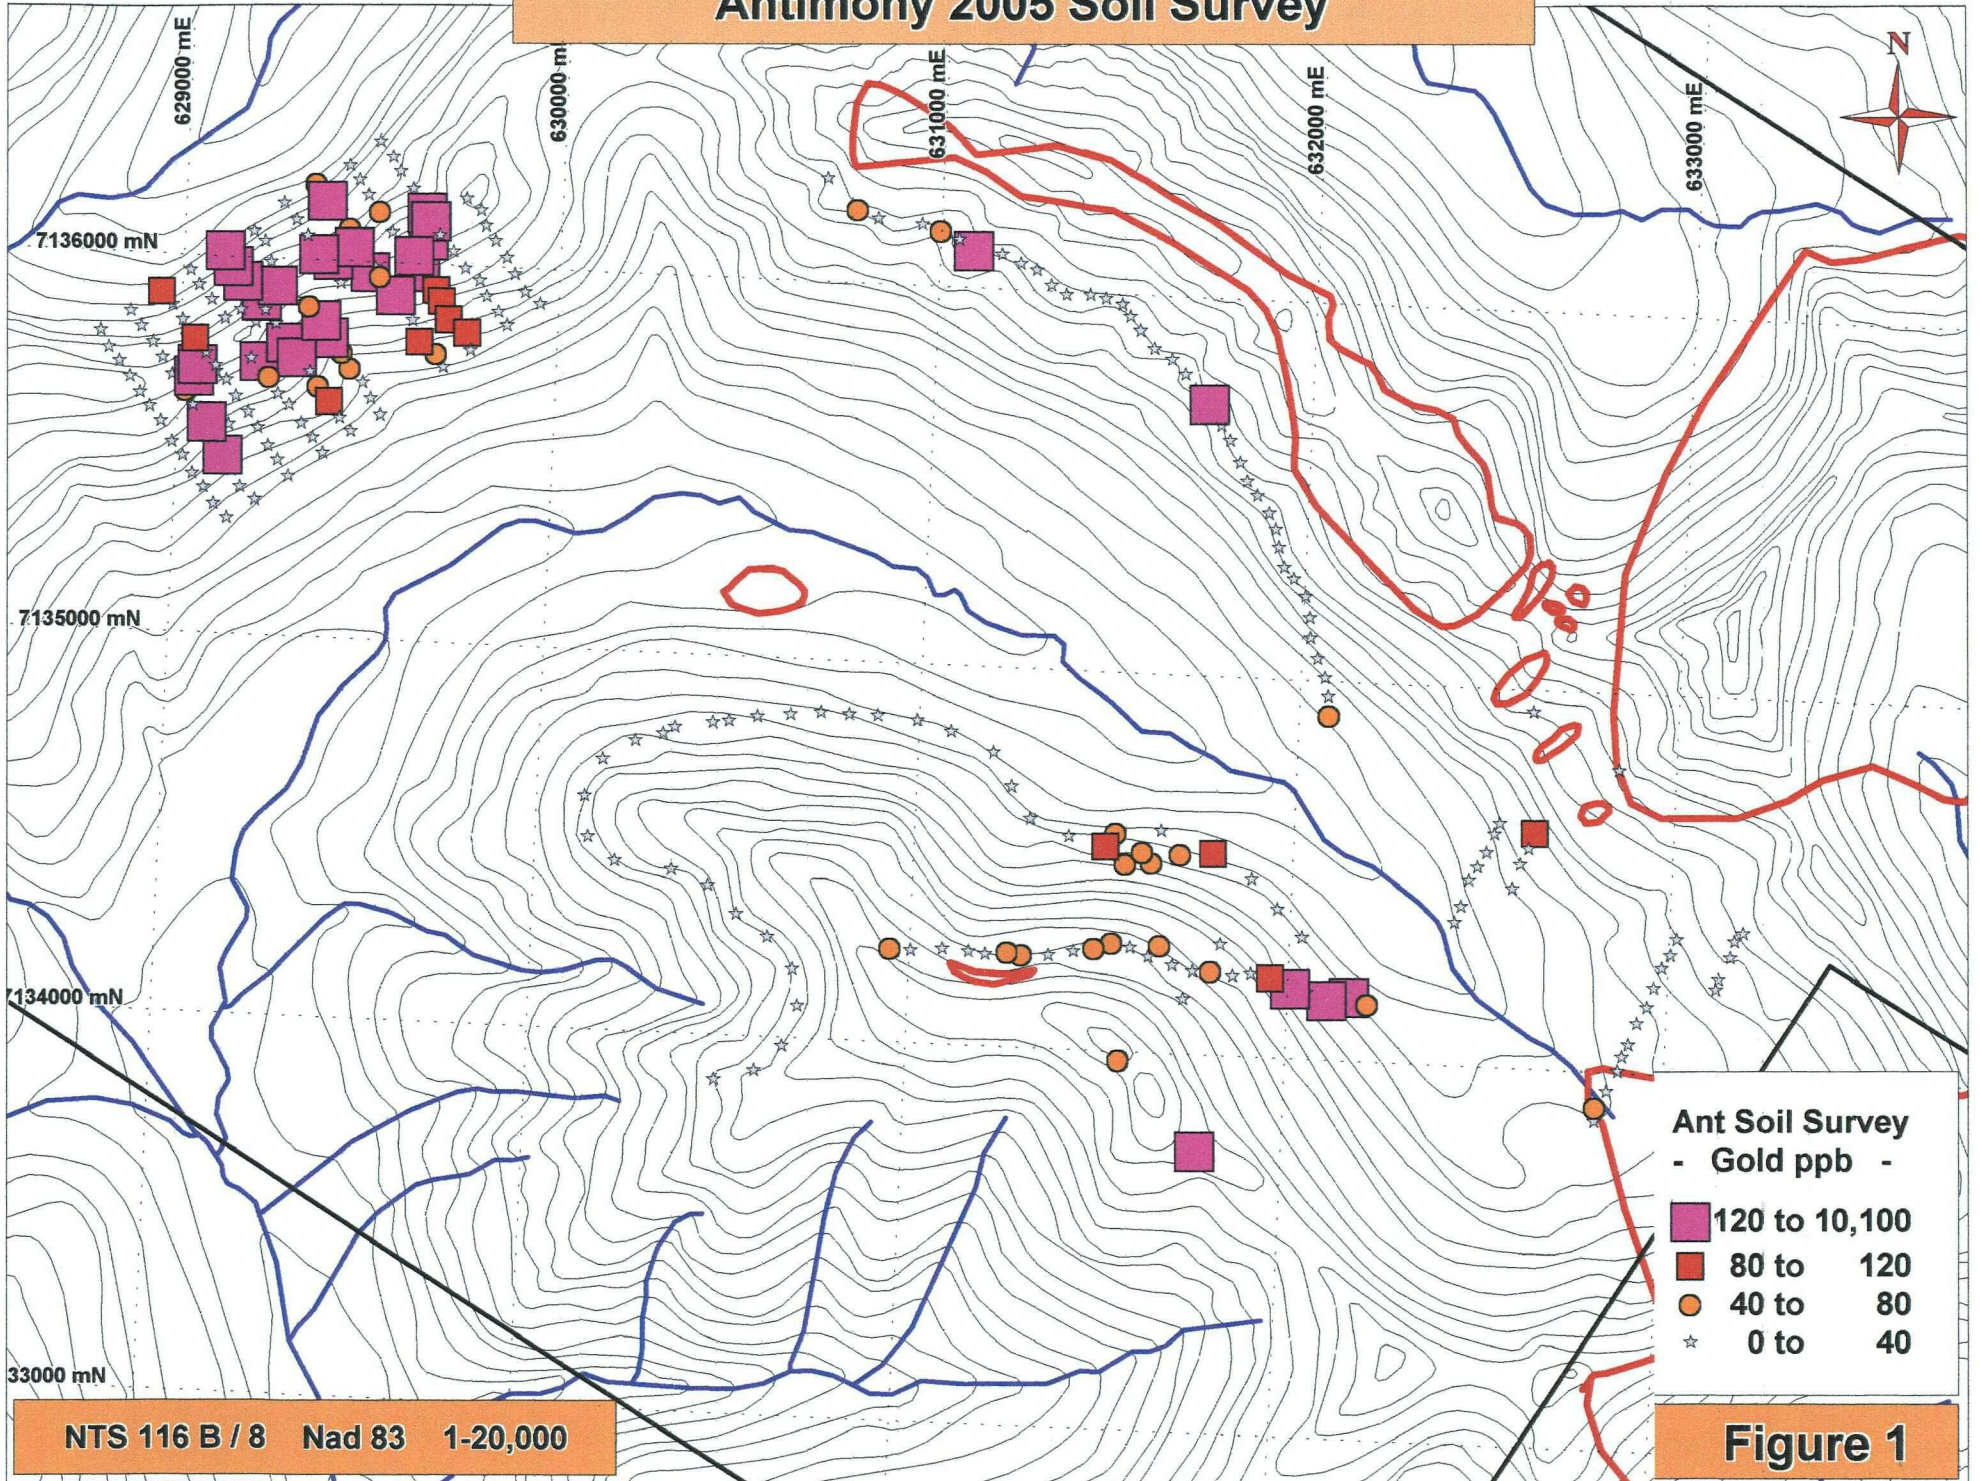 Antimony 2005 Soil Survey
629000 mE
630000 m
631000 mE
632000 mE
633000 mE
N
7136000 mN
7135000 mN
7134000 mN
33000 mN
Ant Soil Survey
- Gold ppb -
120 to 10,100
80 to 120
40 to 80
0 to 40
NTS 116 B / 8 Nad 83 1-20,000
Figure 1